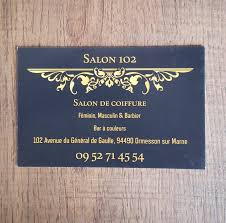 Salon 102
Salon de coiffure
Féminin, Masculin & Barbier
Bar à couleurs
102 Avenue du Général de Gaulle, 94490 Ormesson sur Marne
09 52 71 45 54